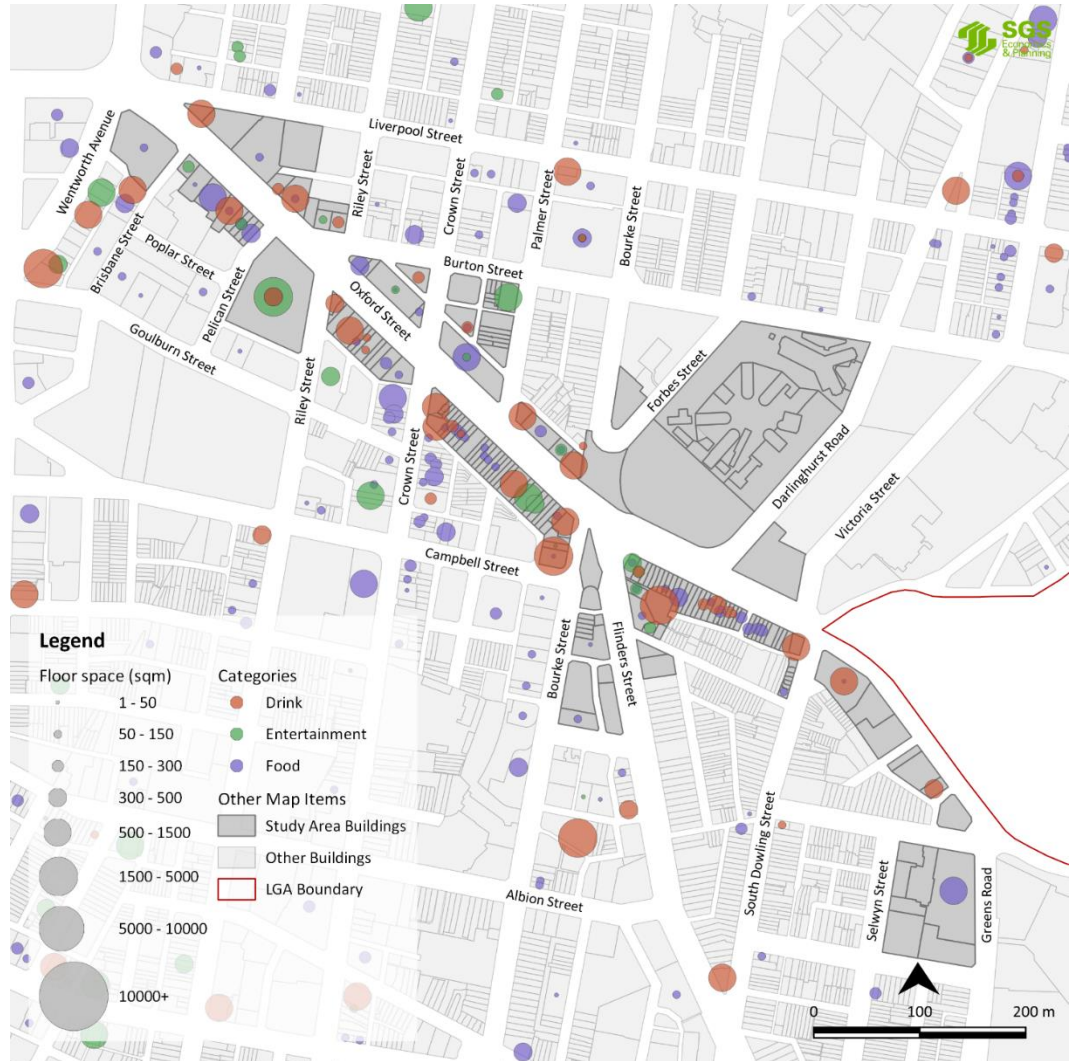 SGS
Economics
& Planning
Liverpool Street
Wentworth Avenue
Riley Street
Crown Street
Palmer Street
Bourke Street
Brisbane Street
Poplar Street
Pelican Street
Burton Street
Oxford Street
Goulburn Street
Riley Street
Forbes Street
Crown Street
Darlinghurst Road
Victoria Street
Campbell Street
Bourke Street
Flinders Street
South Dowling Street
Albion Street
Selwyn Street
Greens Road
Legend
Floor space (sqm)
1 - 50
50 - 150
150 - 300
300 - 500
500 - 1500
1500 - 5000
5000 - 10000
10000+
Categories
Drink
Entertainment
Food
Other Map Items
Study Area Buildings
Other Buildings
LGA Boundary
0 100 200 m